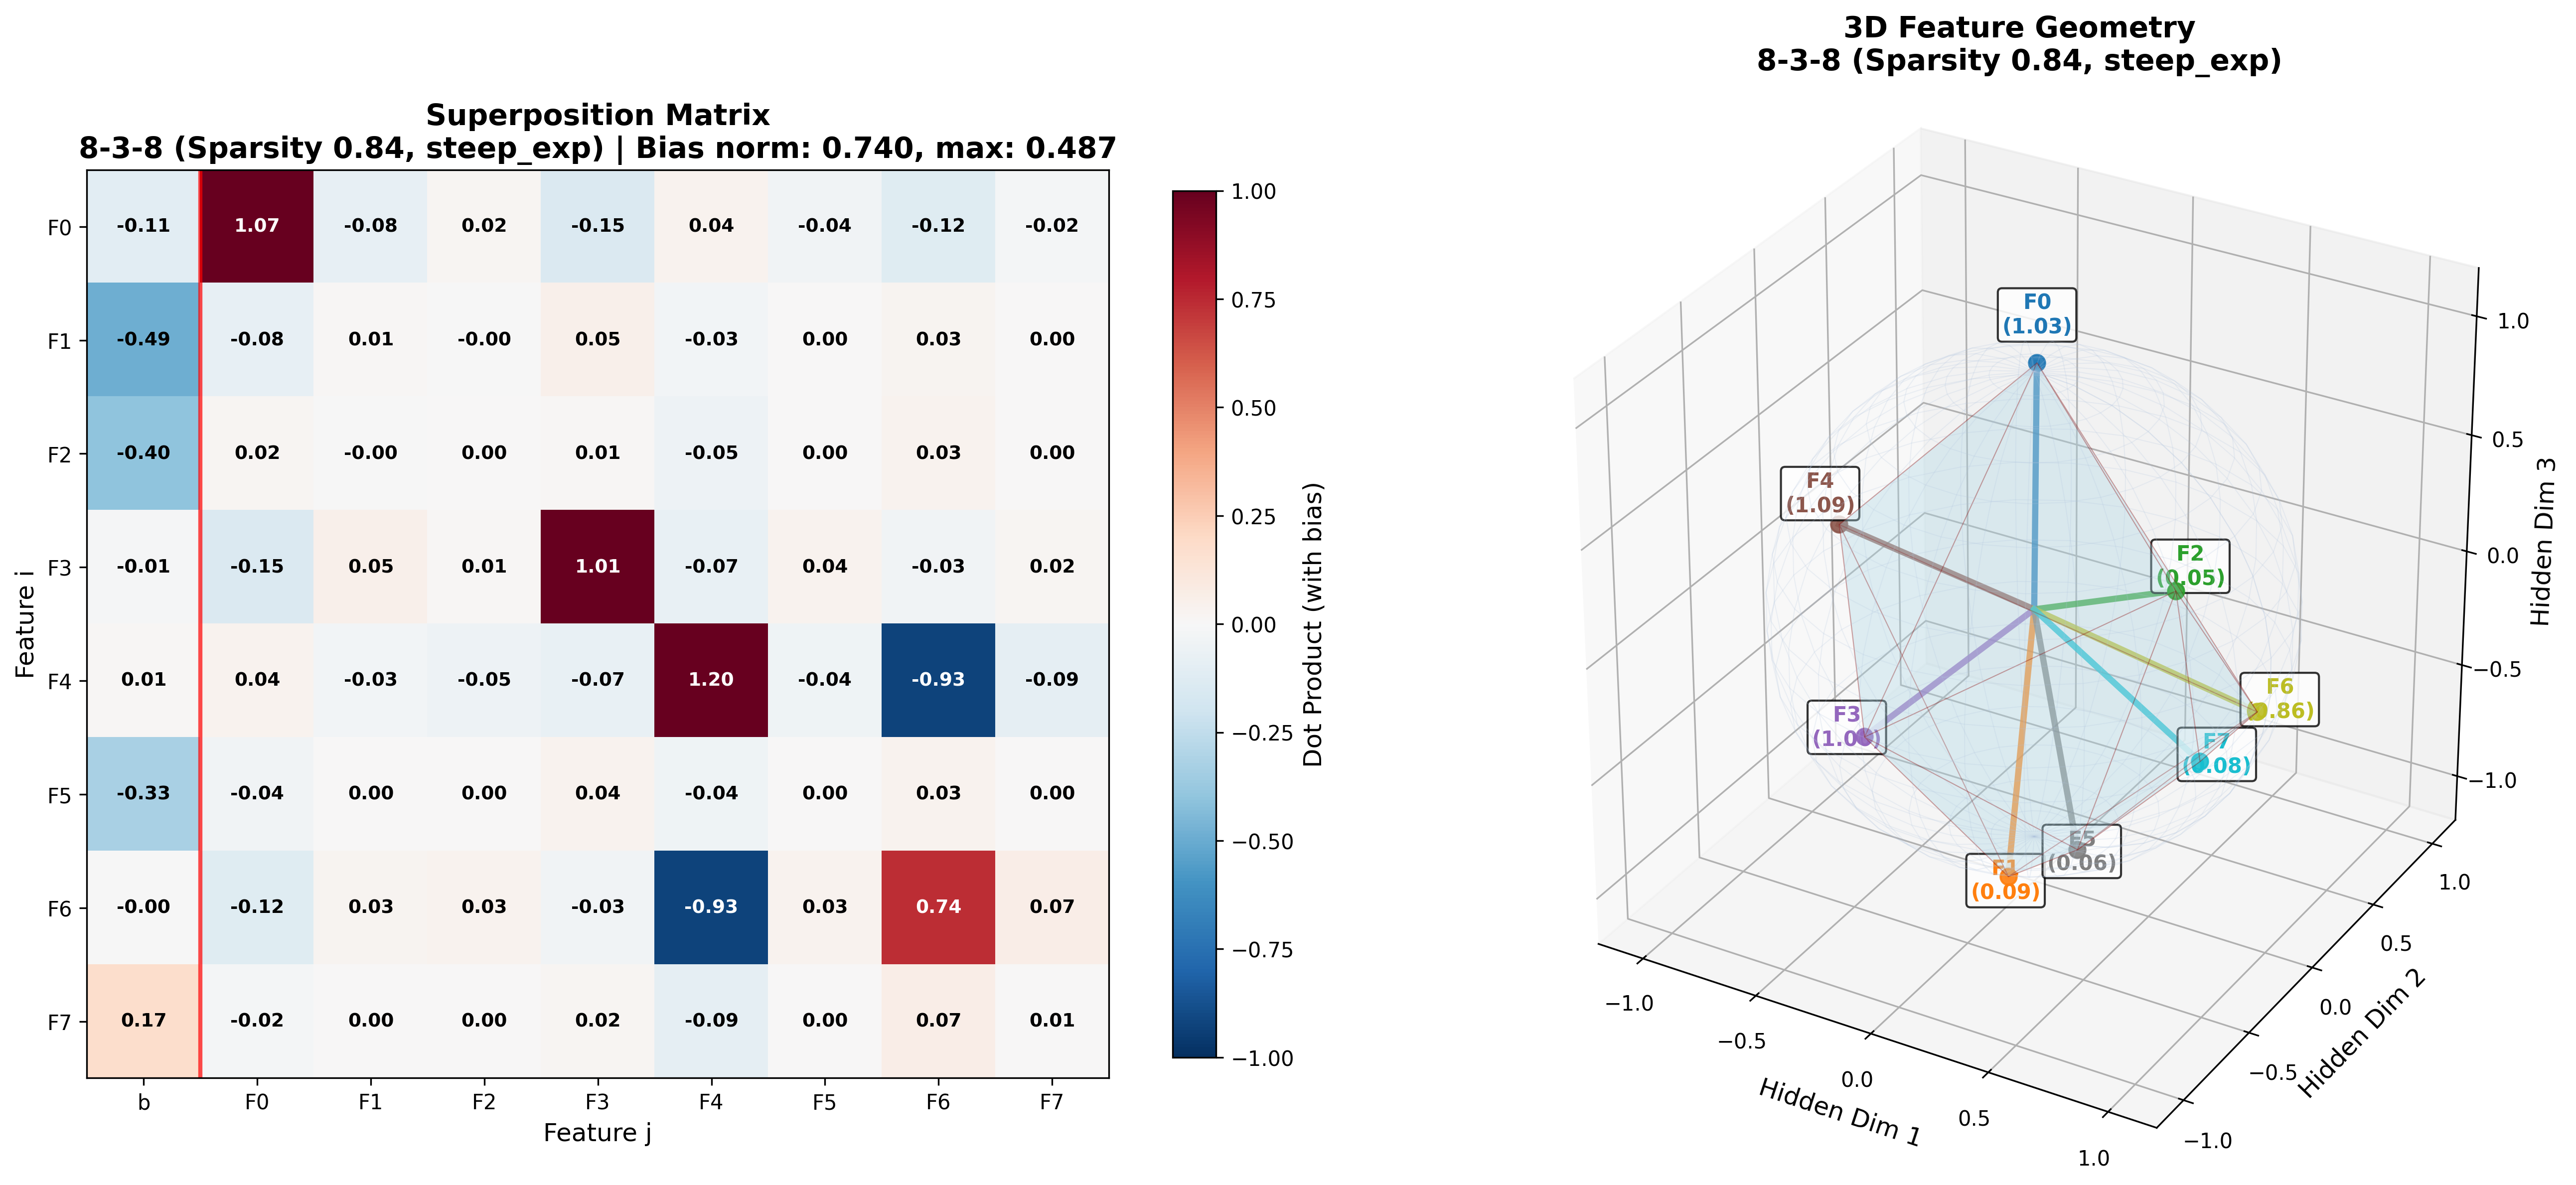 Superposition Matrix
8-3-8 (Sparsity 0.84, steep_exp) | Bias norm: 0.740, max: 0.487
F0 -0.11 1.07 -0.08 0.02 -0.15 0.04 -0.04 -0.12 -0.02
F1 -0.49 -0.08 0.01 -0.00 0.05 -0.03 0.00 0.03 0.00
F2 -0.40 0.02 -0.00 0.00 0.01 -0.05 0.00 0.03 0.00
F3 -0.01 -0.15 0.05 0.01 1.01 -0.07 0.04 -0.03 0.02
F4 0.01 0.04 -0.03 -0.05 -0.07 1.20 -0.04 -0.93 -0.09
F5 -0.33 -0.04 0.00 0.00 0.04 -0.04 0.00 0.03 0.00
F6 -0.00 -0.12 0.03 0.03 -0.03 -0.93 0.03 0.74 0.07
F7 0.17 -0.02 0.00 0.00 0.02 -0.09 0.00 0.07 0.01
b F0 F1 F2 F3 F4 F5 F6 F7
Feature j
Feature i
1.00
0.75
0.50
0.25
0.00
−0.25
−0.50
−0.75
−1.00
Dot Product (with bias)
3D Feature Geometry
8-3-8 (Sparsity 0.84, steep_exp)
F0
(1.03)
F4
(1.09)
F2
(0.05)
F6
.86)
F3
(1.0
F7
.08)
F5
(0.06)
F1
(0.09)
−1.0
−0.5
0.0
0.5
1.0
Hidden Dim 1
−1.0
−0.5
0.0
0.5
1.0
Hidden Dim 2
1.0
0.5
0.0
−0.5
−1.0
Hidden Dim 3